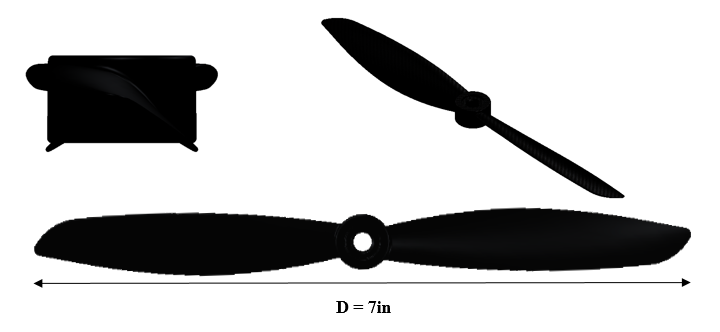 D = 7in